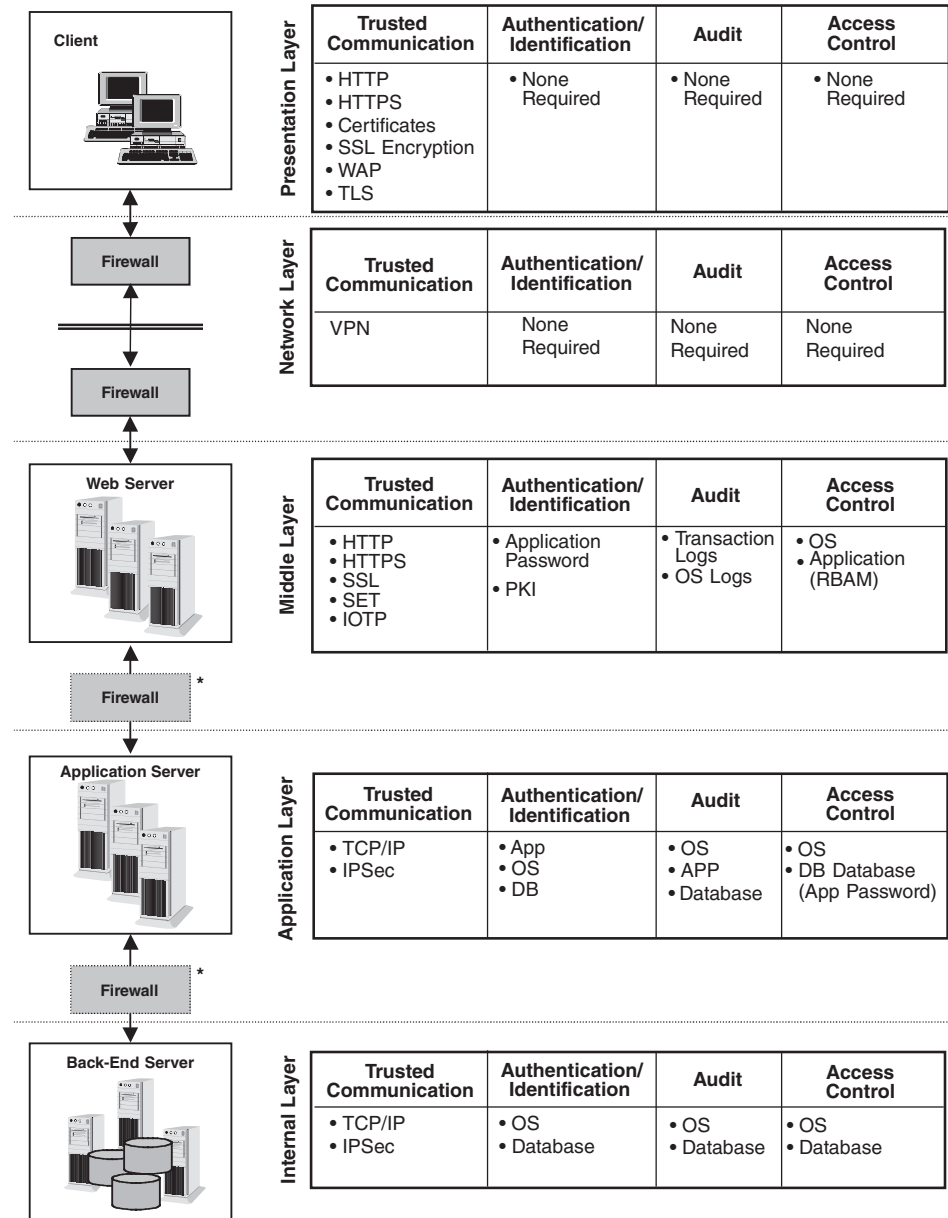 Client
Presentation Layer
Trusted
Communication
Authentication/
Identification
Audit
Access
Control
• HTTP
• HTTPS
• Certificates
• SSL Encryption
• WAP
• TLS
• None
Required
• None
Required
• None
Required
Firewall
Firewall
Network Layer
Trusted
Communication
Authentication/
Identification
Audit
Access
Control
VPN
None
Required
None
Required
None
Required
Web Server
Middle Layer
Trusted
Communication
Authentication/
Identification
Audit
Access
Control
• HTTP
• HTTPS
• SSL
• SET
• IOTP
• Application
Password
• PKI
• Transaction
Logs
• OS Logs
• OS
• Application
(RBAM)
Firewall *
Application Server
Application Layer
Trusted
Communication
Authentication/
Identification
Audit
Access
Control
• TCP/IP
• IPSec
• App
• OS
• DB
• OS
• APP
• Database
• OS
• DB Database
(App Password)
Firewall *
Back-End Server
Internal Layer
Trusted
Communication
Authentication/
Identification
Audit
Access
Control
• TCP/IP
• IPSec
• OS
• Database
• OS
• Database
• OS
• Database